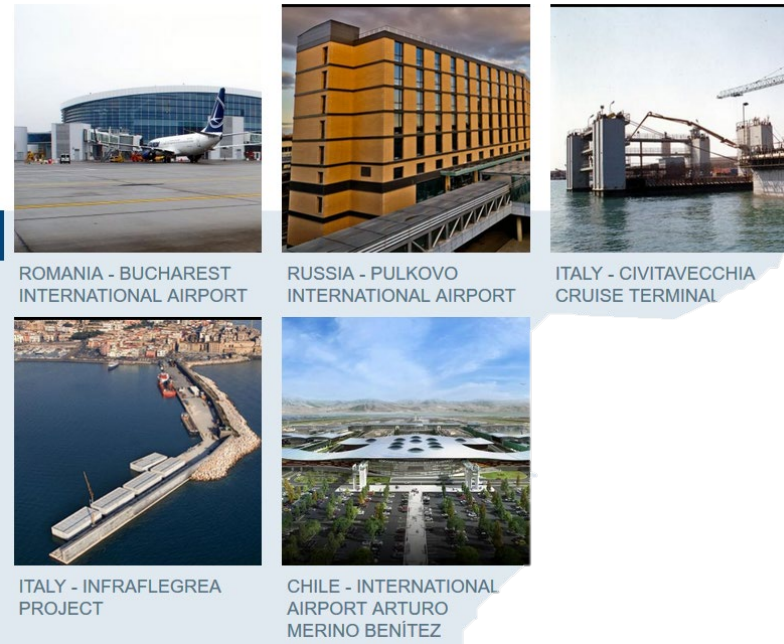 ROMANIA - BUCHAREST
INTERNATIONAL AIRPORT
RUSSIA - PULKOVO
INTERNATIONAL AIRPORT
ITALY - CIVITAVECCHIA
CRUISE TERMINAL
ITALY - INFRAFLEGREA
PROJECT
CHILE - INTERNATIONAL
AIRPORT ARTURO
MERINO BENÍTEZ